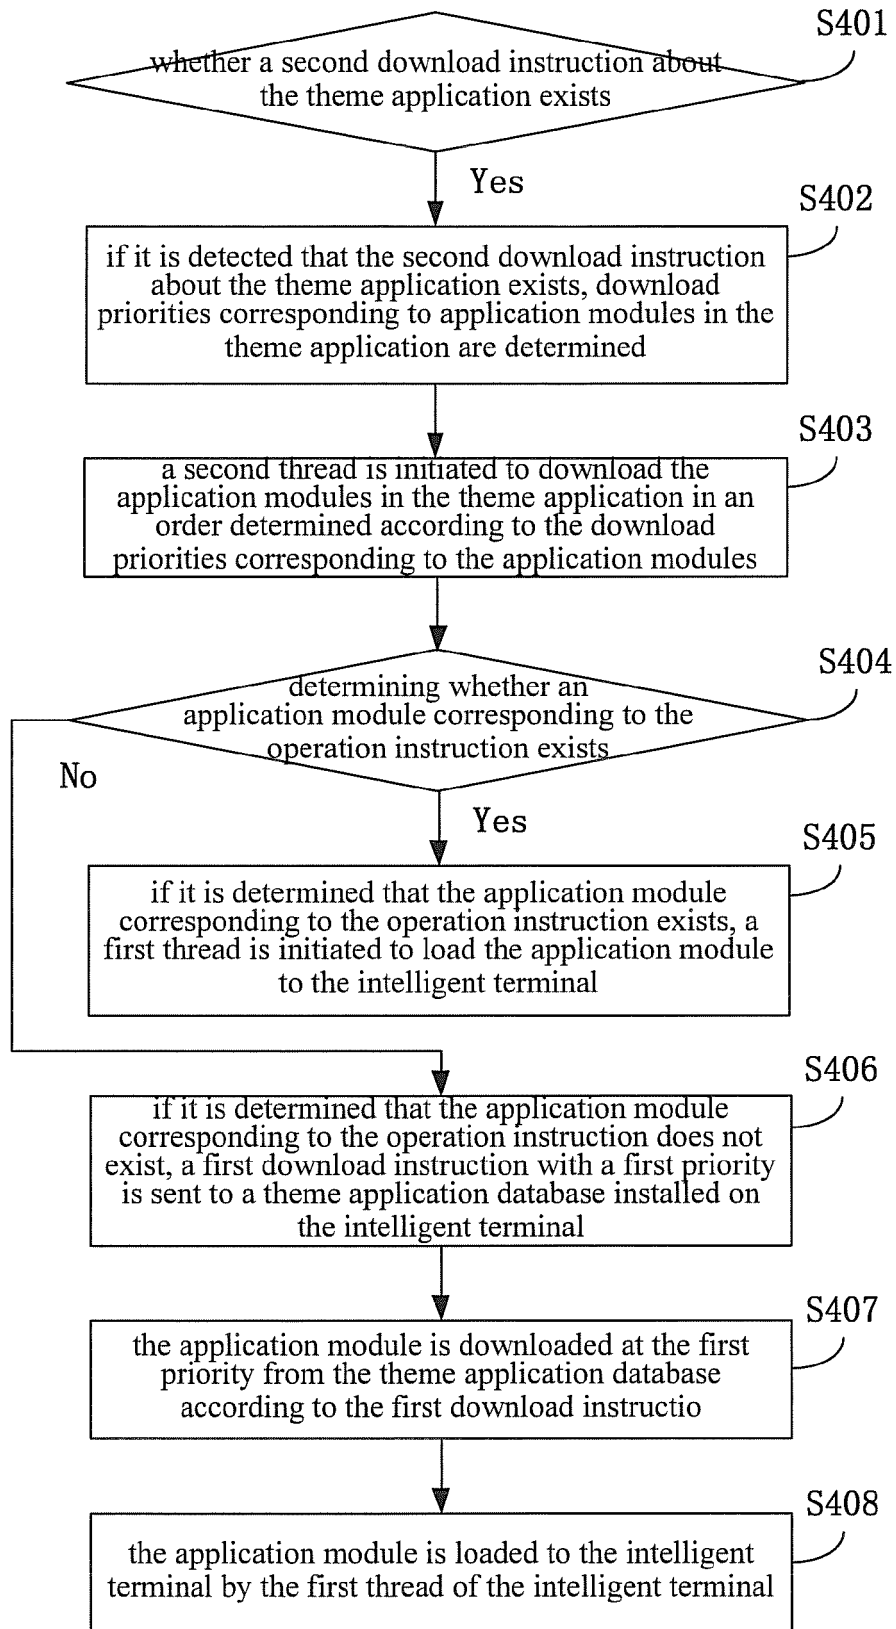 S401
whether a second download instruction about
the theme application exists
Yes
S402
if it is detected that the second download instruction
about the theme application exists, download
priorities corresponding to application modules in the
theme application are determined
S403
a second thread is initiated to download the
application modules in the theme application in an
order determined according to the download
priorities corresponding to the application modules
S404
determining whether an
application module corresponding to the
operation instruction exists
No
Yes
S405
if it is determined that the application module
corresponding to the operation instruction exists, a
first thread is initiated to load the application module
to the intelligent terminal
S406
if it is determined that the application module
corresponding to the operation instruction does not
exist, a first download instruction with a first priority
is sent to a theme application database installed on
the intelligent terminal
S407
the application module is downloaded at the first
priority from the theme application database
according to the first download instructio
S408
the application module is loaded to the intelligent
terminal by the first thread of the intelligent terminal